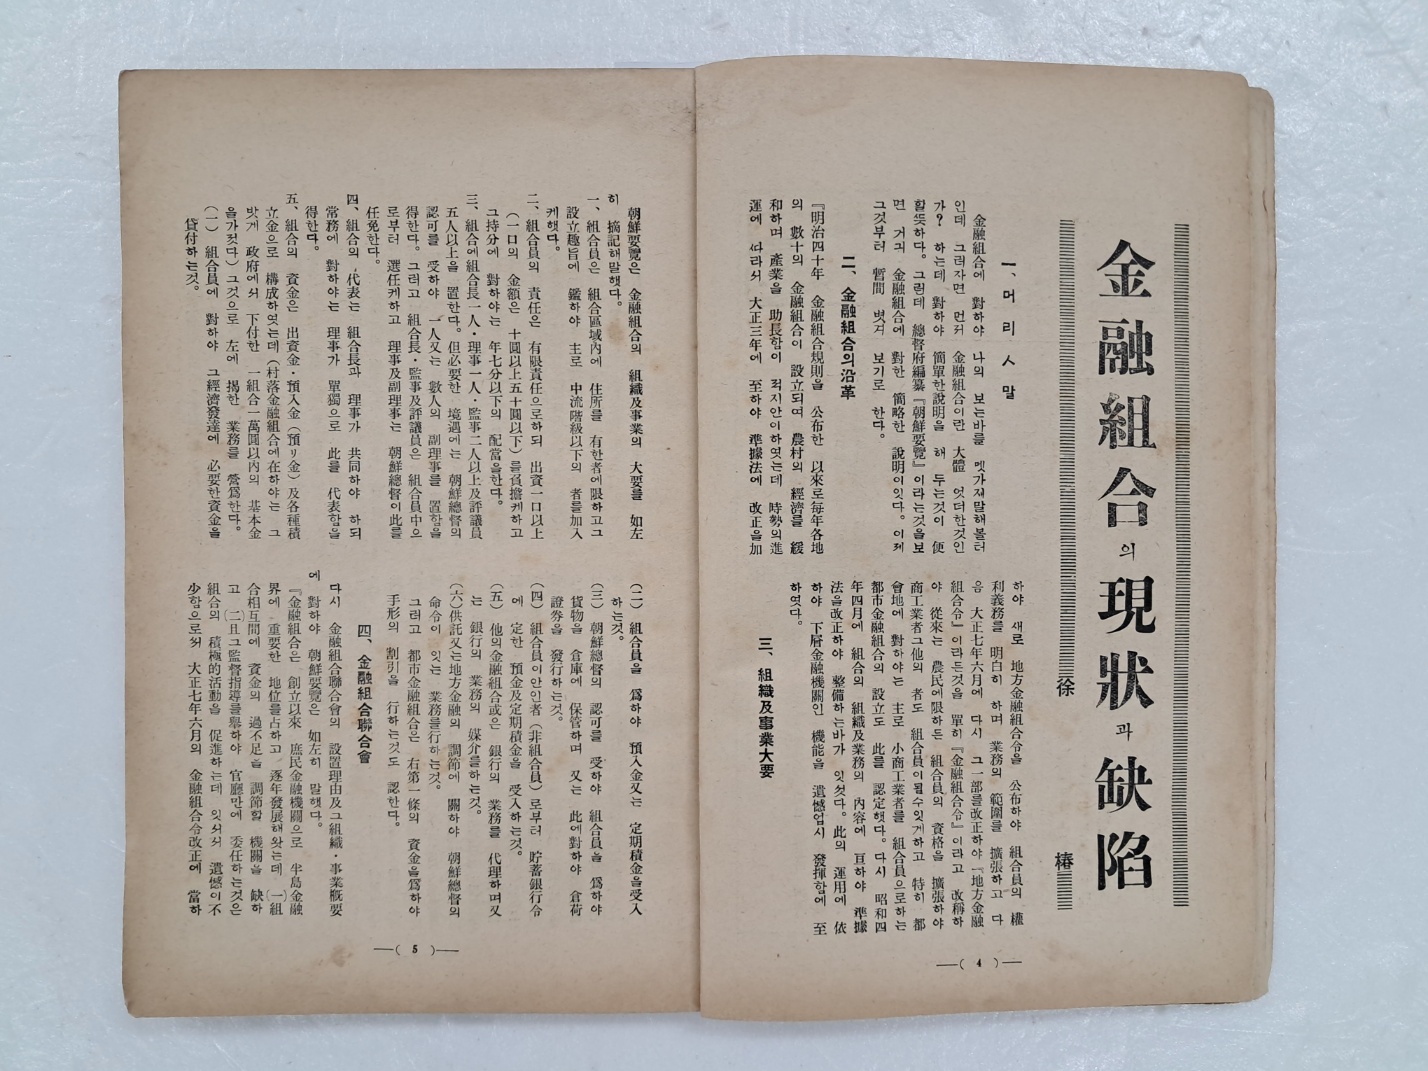 金融組合의 現狀과 缺陷
徐 椿
一、머 리 ㅅ 말
金融組合에 對하야 나의 보는바를 멧가지말해볼터
인데 그러자면 먼저 金融組合이란 大體 엇더한것인
가? 하는데 對하야 簡單한說明을 해 두는것이 便
할뜻하다。그런데 總督府編纂『朝鮮要覽』이라는것을보
면 거긔 金融組合에 對한 簡略한 說明이잇다。이제
그것부터 暫間 벗겨 보기로 한다。
二、金融組合의沿革
『明治四十年 金融組合規則을 公布한 以來로每年各地
의 數十의 金融組合이 設立되여 農村의 經濟를 緩
和하며 產業을 助長함이 적지안이하엿는데 時勢의進
運에 ᄯᅡ라서 大正三年에 至하야 準據法에 改正을加
하야 새로 地方金融組合令을 公布하야 組合員의 權
利義務를 明白히 하며 業務의 範圍를 擴張하고 다
음 大正七年六月에 다시 그一部를改正하야『地方金融
組合令』이라든것을 單히『金融組合令』이라고 改稱하
야 從來는 農民에限하든 組合員의 資格을 擴張하야
商工業者그他의 者도 組合員이될수잇게하고 特히 都
會地에 對하야는 主로 小商工業者를 組合員으로하는
都市金融組合의 設立도 此를 認定햇다。다시 昭和四
年四月에 組合의 組織及業務의 內容에 亘하야 準據
法을改正하야 整備하는바가 잇섯다。此의 運用에 依
하야 下層金融機關인 機能을 遺憾업시 發揮함에 至
하엿다。
三、組織及事業大要
—( 4 )—
朝鮮要覽은 金融組合의 組織及事業의 大要를 如左
히 摘記해말햇다。
一、組合員은 組合區域內에 住所를 有한者에限하고그
設立趣旨에 鑑하야 主로 中流階級以下의 者를加入
케햇다。
二、組合員의 責任은 有限責任으로하되 出資一口以上
(一口의 金額은 十圓以上五十圓以下)를負擔케하고
그持分에 對하야는 年七分以下의 配當을한다。
三、組合에組合長一人・理事一人・監事二人以上及評議員
五人以上을 置한다。但必要한 境遇에는 朝鮮總督의
認可를 受하야 一人又는 數人의 副理事를 置함을
得한다。그러고 組合長・監事及評議員은 組合員中으
로부터 選任케하고 理事及副理事는 朝鮮總督이此를
任免한다。
四、組合의 代表는 組合長과 理事가 共同하야 하되
常務에 對하야는 理事가 單獨으로 此를 代表함을
得한다。
五、組合의 資金은 出資金・預入金(預り金)及各種積
立金으로 構成하엿는데(村落金融組合에在하야는 그
밧게 政府에서 下付한 一組合一萬圓以內의 基本金
을가젓다)그것으로 左에 揭한 業務를 營爲한다。
(一) 組合員에 對하야 그經濟發達에 必要한資金을
貸付하는것。
(二) 組合員을 爲하야 預入金又는 定期積金을受入
하는것。
(三) 朝鮮總督의 認可를 受하야 組合員을 爲하야
貨物을 倉庫에 保管하며 又는 此에對하야 倉荷
證券을 發行하는것。
(四) 組合員이안인者(非組合員)로부터 貯蓄銀行令
에 定한 預金及定期積金을 受入하는것。
(五) 他의金融組合或은 銀行의 業務를 代理하며又
는 銀行의 業務의 媒介를하는것。
(六)供託又는地方金融의 調節에 關하야 朝鮮總督의
命令이 잇는 業務를行하는것。
그러고 都市金融組合은 右第一條의 資金을爲하야
手形의 割引을 行하는것도 認한다。
四、金融組合聯合會
다시 金融組合聯合會의 設置理由及그組織・事業概要
에 對하야 朝鮮要覽은 如左히 말햇다。
『金融組合은 創立以來 庶民金融機關으로 半島金融
界에 重要한 地位를占하고 逐年發展해왓는데(一)組
合相互間에 資金의 過不足을 調節할 機關을 缺하
고 (二)且그監督指導를擧하야 官廳만에 委任하는것은
組合의 積極的活動을 促進하는데 잇서서 遺憾이不
少함으로서 大正七年六月의 金融組合令改正에 當하
—( 5 )—